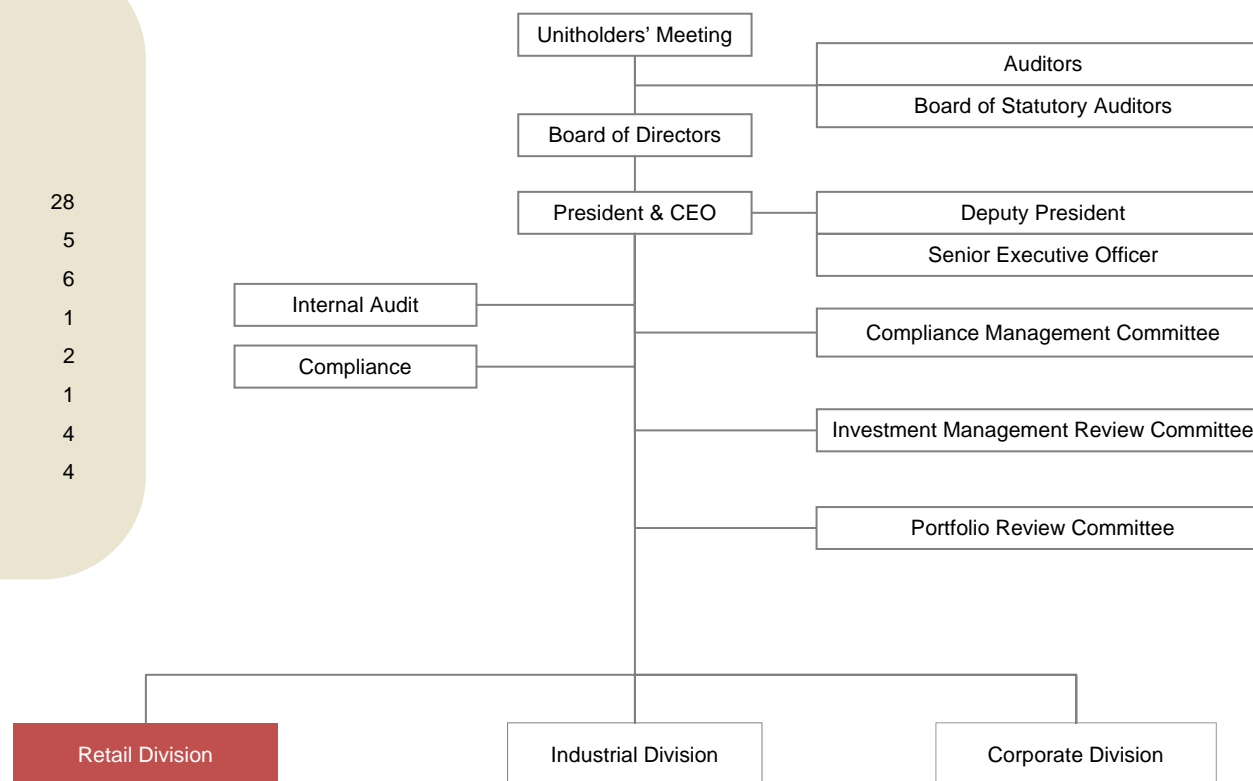 Unitholders’ Meeting
Auditors
Board of Statutory Auditors
Board of Directors
28
5
6
1
2
1
4
4
President & CEO
Deputy President
Senior Executive Officer
Internal Audit
Compliance Management Committee
Compliance
Investment Management Review Committee
Portfolio Review Committee
Retail Division
Industrial Division
Corporate Division